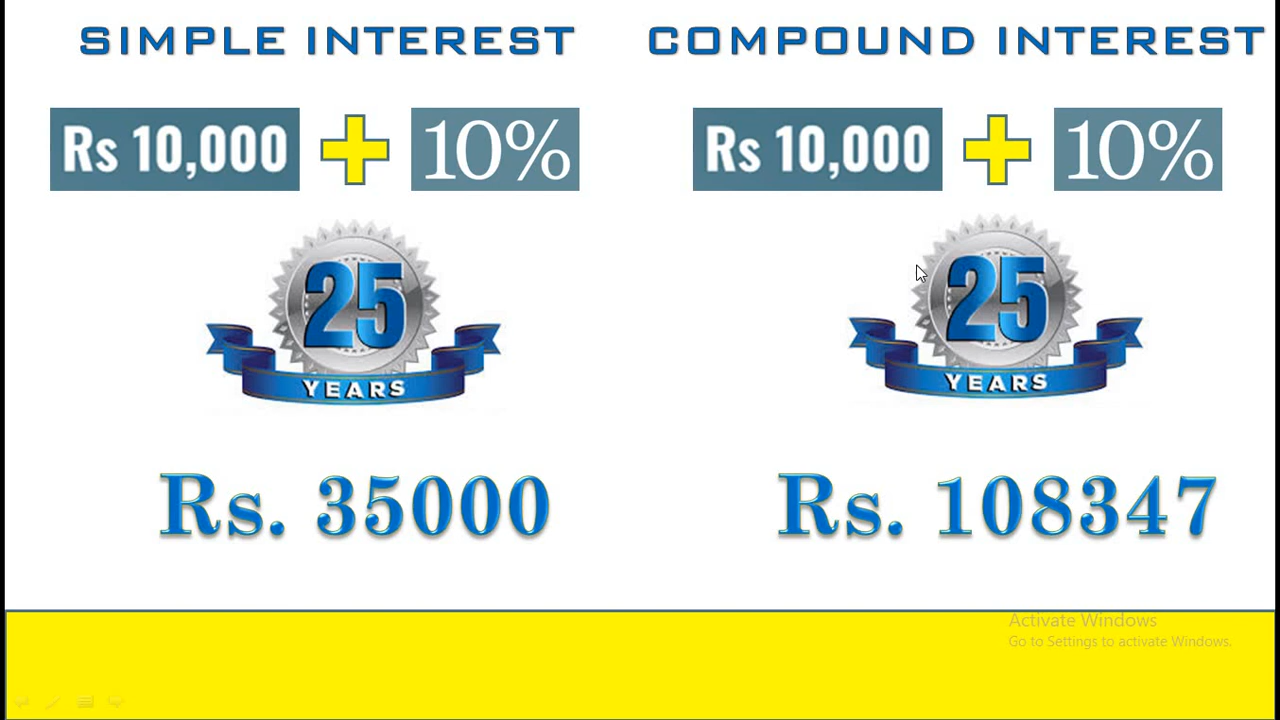 SIMPLE INTEREST
Rs 10,000 + 10%
25
YEARS
Rs. 35000
COMPOUND INTEREST
Rs 10,000 + 10%
25
YEARS
Rs. 108347
Activate Windows
Go to Settings to activate Windows.